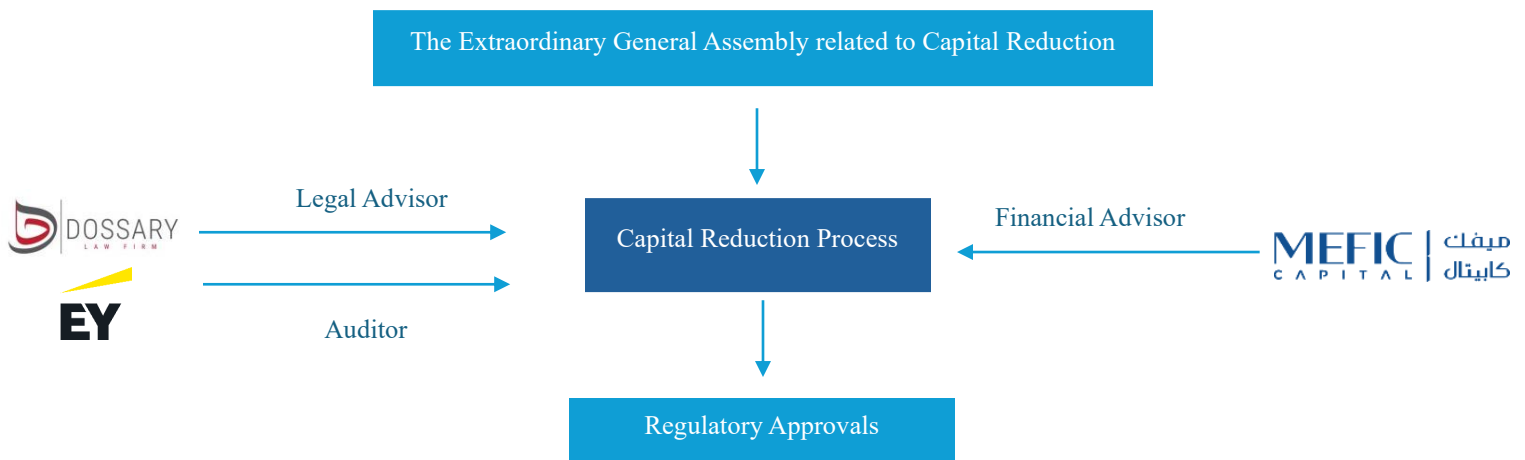 The Extraordinary General Assembly related to Capital Reduction
Legal Advisor
DOSSARY
LAW FIRM
Capital Reduction Process
Financial Advisor
MEFIC
CAPITAL
ميفك
كابيتال
EY
Auditor
Regulatory Approvals